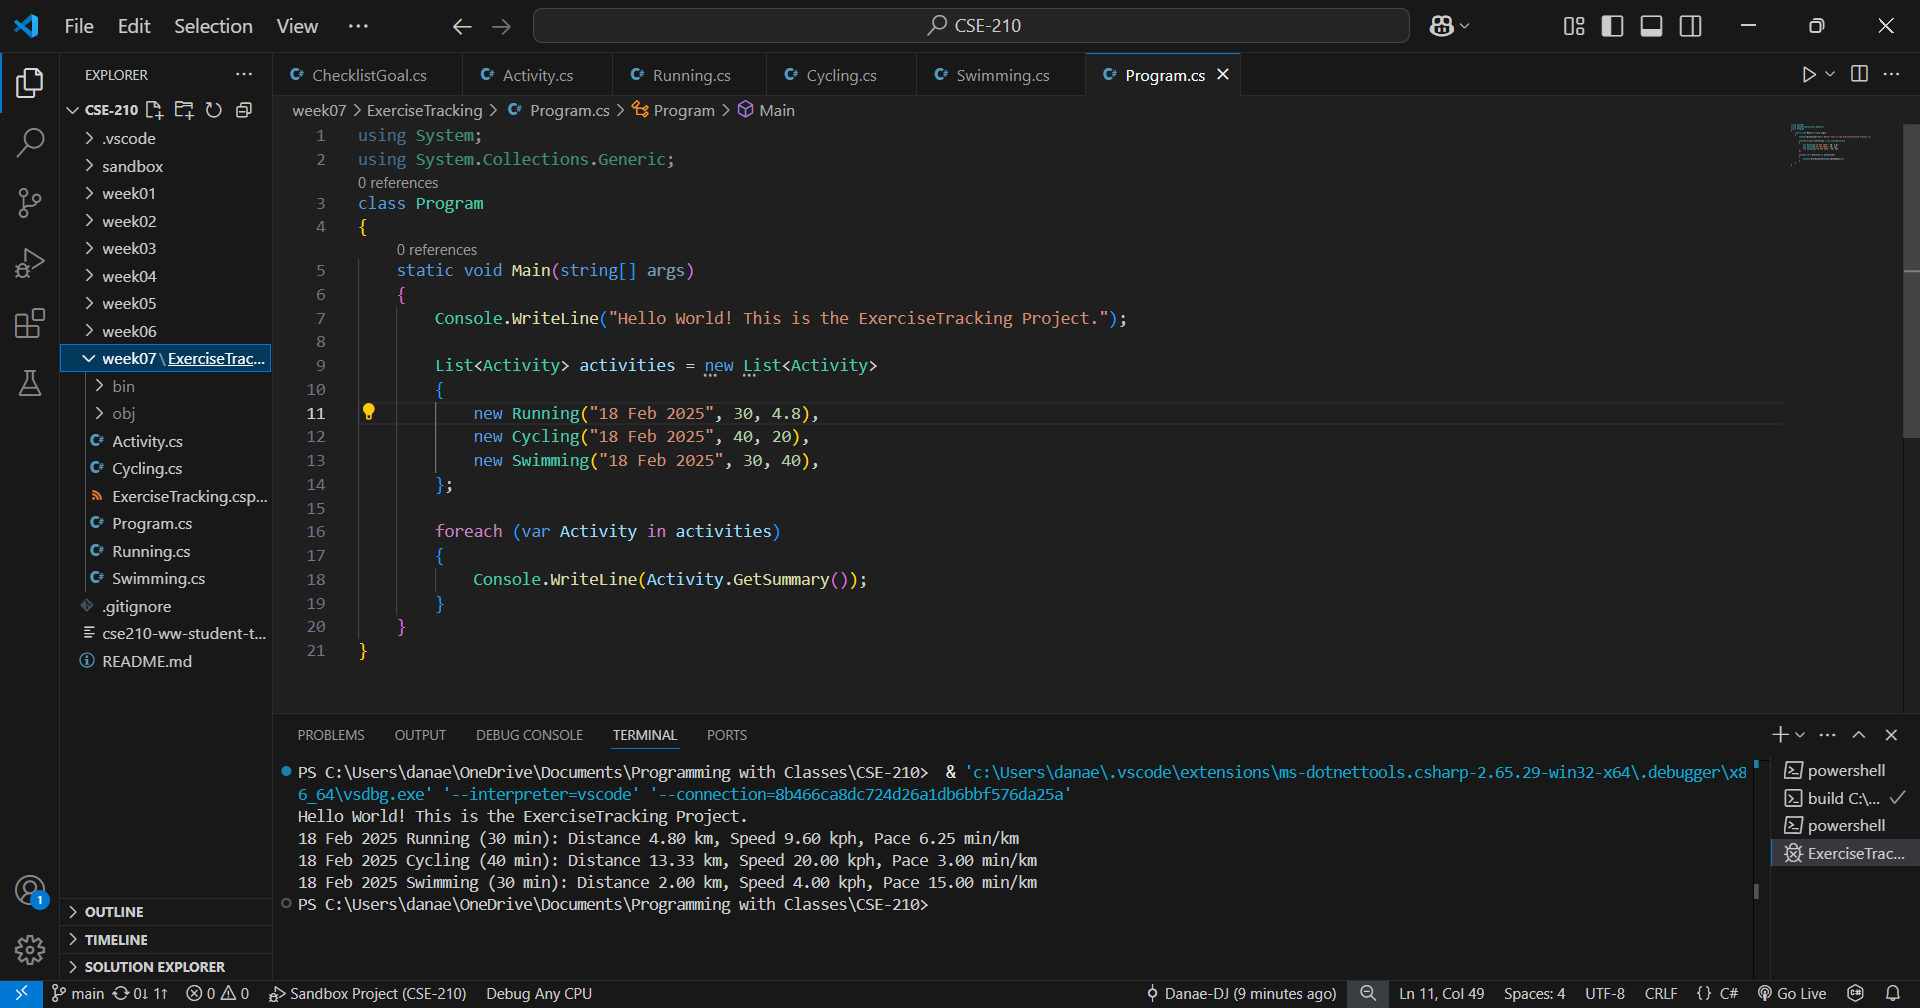 File Edit Selection View ··· CSE-210
EXPLORER ···
CSE-210
.vscode
sandbox
week01
week02
week03
week04
week05
week06
week07\ExerciseTrac...
bin
obj
Activity.cs
Cycling.cs
ExerciseTracking.csp...
Program.cs
Running.cs
Swimming.cs
.gitignore
cse210-ww-student-t...
README.md
OUTLINE
TIMELINE
SOLUTION EXPLORER
ChecklistGoal.cs Activity.cs Running.cs Cycling.cs Swimming.cs Program.cs
week07 > ExerciseTracking > Program.cs > Program > Main
1 using System;
2 using System.Collections.Generic;
0 references
3 class Program
4 {
0 references
5 static void Main(string[] args)
6 {
7 Console.WriteLine("Hello World! This is the ExerciseTracking Project.");
8
9 List<Activity> activities = new List<Activity>
10 {
11 new Running("18 Feb 2025", 30, 4.8),
12 new Cycling("18 Feb 2025", 40, 20),
13 new Swimming("18 Feb 2025", 30, 40),
14 };
15
16 foreach (var Activity in activities)
17 {
18 Console.WriteLine(Activity.GetSummary());
19 }
20 }
21 }
PROBLEMS OUTPUT DEBUG CONSOLE TERMINAL PORTS
PS C:\Users\danae\OneDrive\Documents\Programming with Classes\CSE-210> & 'c:\Users\danae\.vscode\extensions\ms-dotnettools.csharp-2.65.29-win32-x64\.debugger\x8
6_64\vsdbg.exe' '--interpreter=vscode' '--connection=8b466ca8dc724d26a1db6bbf576da25a'
Hello World! This is the ExerciseTracking Project.
18 Feb 2025 Running (30 min): Distance 4.80 km, Speed 9.60 kph, Pace 6.25 min/km
18 Feb 2025 Cycling (40 min): Distance 13.33 km, Speed 20.00 kph, Pace 3.00 min/km
18 Feb 2025 Swimming (30 min): Distance 2.00 km, Speed 4.00 kph, Pace 15.00 min/km
PS C:\Users\danae\OneDrive\Documents\Programming with Classes\CSE-210>
powershell
build C:\...
powershell
ExerciseTrac...
1
main 0↓ 1↑ 0 0 Sandbox Project (CSE-210) Debug Any CPU Danae-DJ (9 minutes ago) Ln 11, Col 49 Spaces: 4 UTF-8 CRLF {} C# Go Live